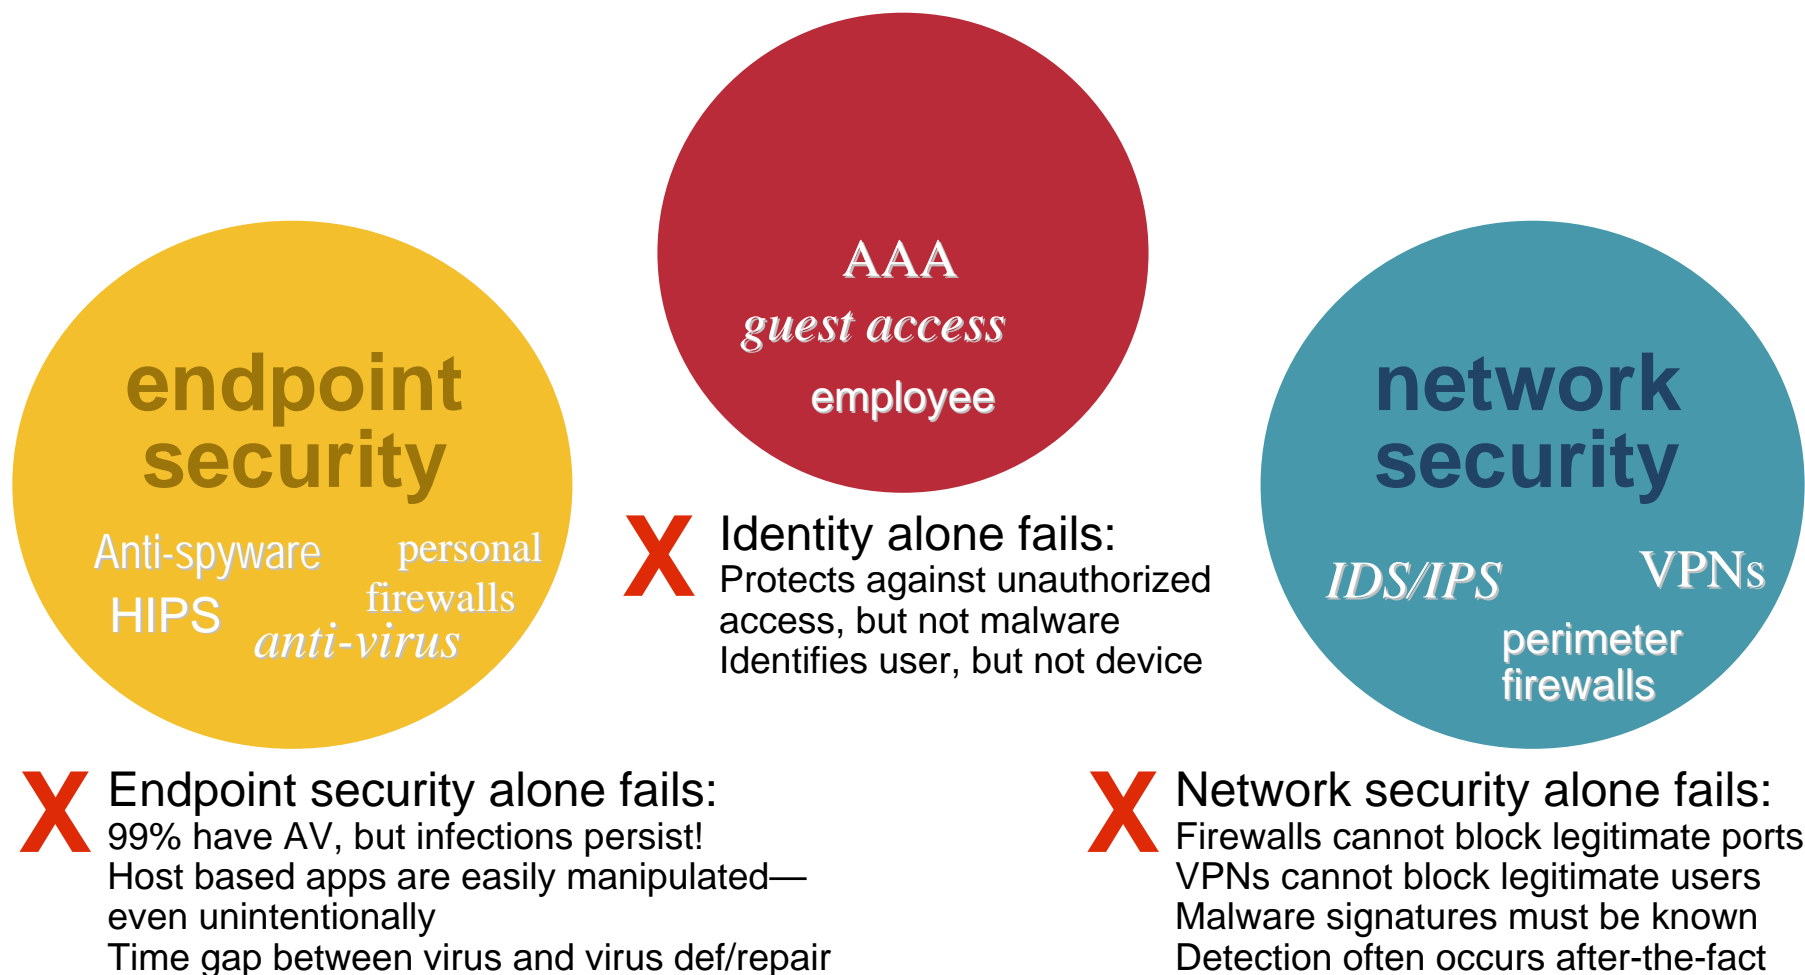 AAA
guest access
employee
endpoint
security
Anti-spyware
personal
firewalls
HIPS
anti-virus
network
security
IDS/IPS
VPNs
perimeter
firewalls
X
Identity alone fails:
Protects against unauthorized
access, but not malware
Identifies user, but not device
X
Endpoint security alone fails:
99% have AV, but infections persist!
Host based apps are easily manipulated—
even unintentionally
Time gap between virus and virus def/repair
X
Network security alone fails:
Firewalls cannot block legitimate ports
VPNs cannot block legitimate users
Malware signatures must be known
Detection often occurs after-the-fact